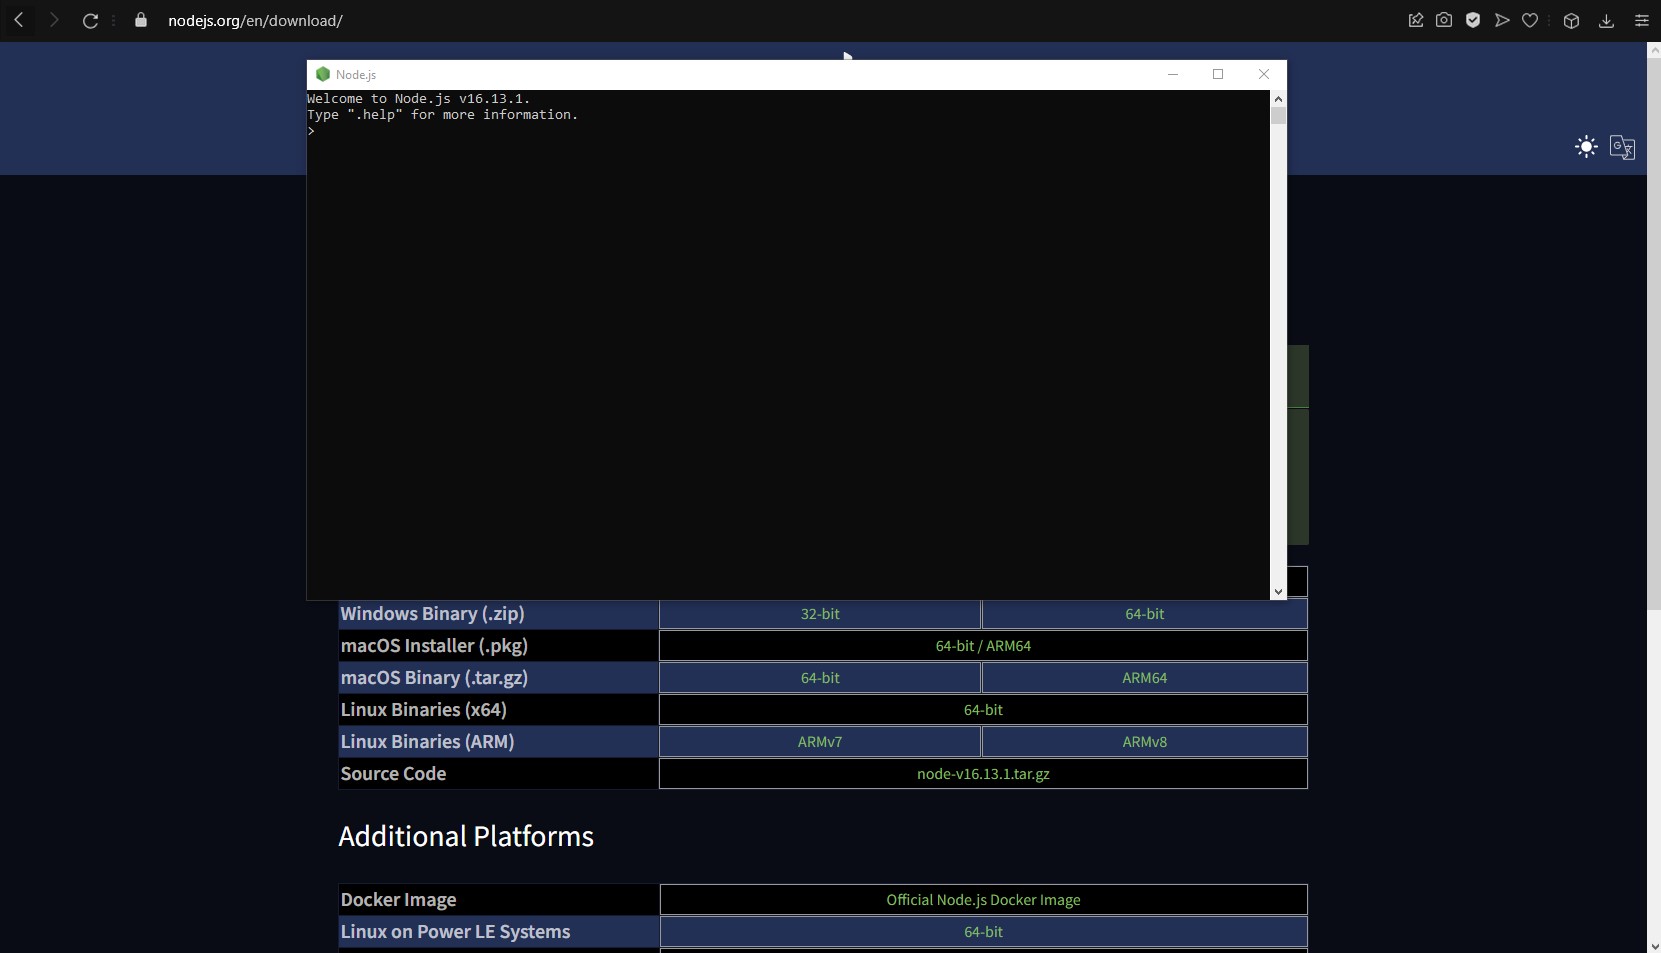 nodejs.org/en/download/
Node.js
Welcome to Node.js v16.13.1.
Type ".help" for more information.
>
Windows Binary (.zip) 32-bit 64-bit
macOS Installer (.pkg) 64-bit / ARM64
macOS Binary (.tar.gz) 64-bit ARM64
Linux Binaries (x64) 64-bit
Linux Binaries (ARM) ARMv7 ARMv8
Source Code node-v16.13.1.tar.gz
Additional Platforms
Docker Image Official Node.js Docker Image
Linux on Power LE Systems 64-bit